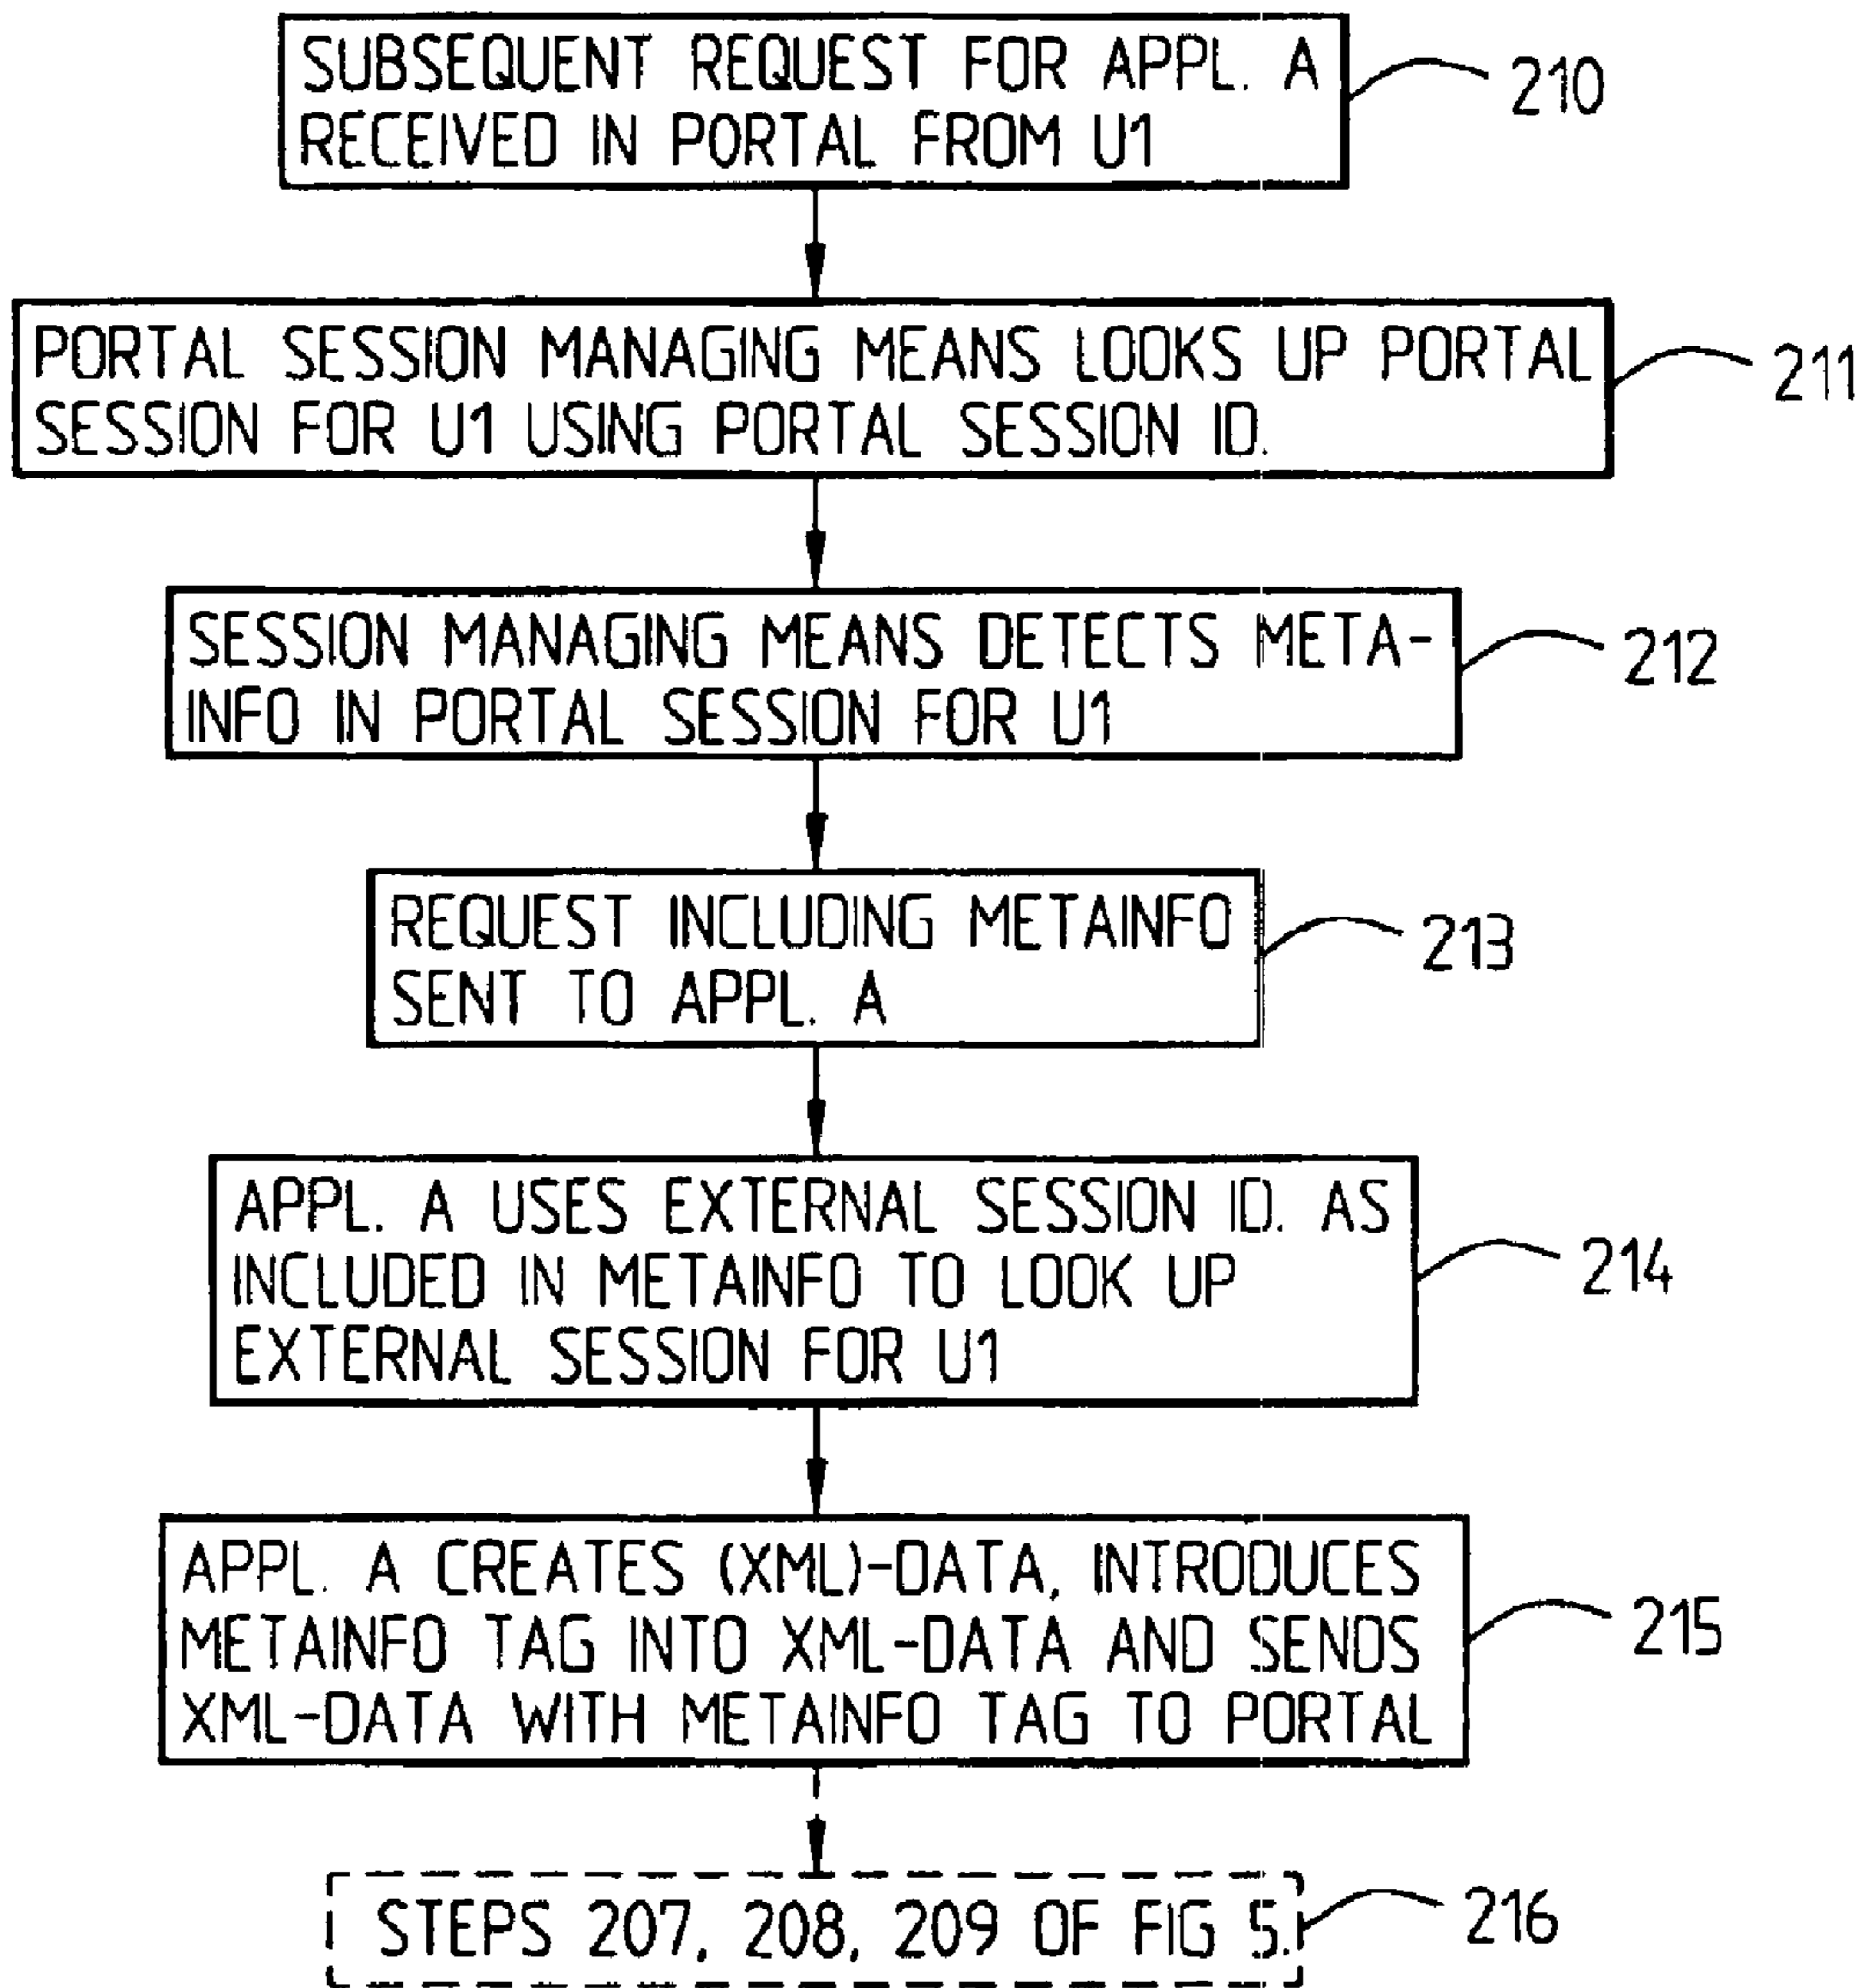 SUBSEQUENT REQUEST FOR APPL. A
RECEIVED IN PORTAL FROM U1
210
PORTAL SESSION MANAGING MEANS LOOKS UP PORTAL
SESSION FOR U1 USING PORTAL SESSION ID.
211
SESSION MANAGING MEANS DETECTS META-
INFO IN PORTAL SESSION FOR U1
212
REQUEST INCLUDING METAINFO
SENT TO APPL. A
213
APPL. A USES EXTERNAL SESSION ID. AS
INCLUDED IN METAINFO TO LOOK UP
EXTERNAL SESSION FOR U1
214
APPL. A CREATES (XML)-DATA, INTRODUCES
METAINFO TAG INTO XML-DATA AND SENDS
XML-DATA WITH METAINFO TAG TO PORTAL
215
STEPS 207, 208, 209 OF FIG 5.
216